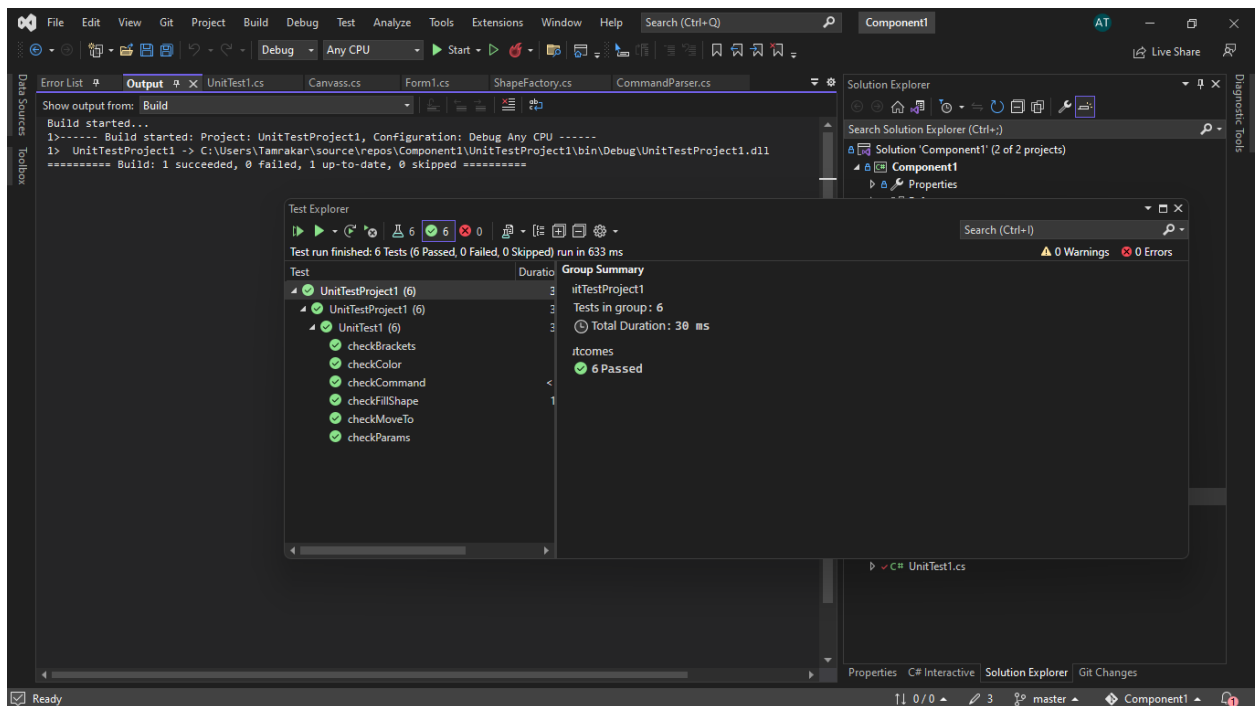 File Edit View Git Project Build Debug Test Analyze Tools Extensions Window Help Search (Ctrl+Q) Component1 AT
Debug Any CPU Start Live Share
Data Sources
Toolbox
Error List Output UnitTest1.cs Canvass.cs Form1.cs ShapeFactory.cs CommandParser.cs
Show output from: Build
Build started...
1>------ Build started: Project: UnitTestProject1, Configuration: Debug Any CPU ------
1> UnitTestProject1 -> C:\Users\Tamrakar\source\repos\Component1\UnitTestProject1\bin\Debug\UnitTestProject1.dll
========== Build: 1 succeeded, 0 failed, 1 up-to-date, 0 skipped ==========
Solution Explorer
Search Solution Explorer (Ctrl+;)
Solution 'Component1' (2 of 2 projects)
C# Component1
Properties
Diagnostic Tools
Test Explorer
6 6 0 Search (Ctrl+I)
Test run finished: 6 Tests (6 Passed, 0 Failed, 0 Skipped) run in 633 ms 0 Warnings 0 Errors
Test Duratio
UnitTestProject1 (6) 3
UnitTestProject1 (6) 3
UnitTest1 (6) 3
checkBrackets
checkColor
checkCommand <
checkFillShape 1
checkMoveTo
checkParams
Group Summary
itTestProject1
Tests in group: 6
Total Duration: 30 ms
tcomes
6 Passed
C# UnitTest1.cs
Properties C# Interactive Solution Explorer Git Changes
Ready 0 / 0 3 master Component1 1